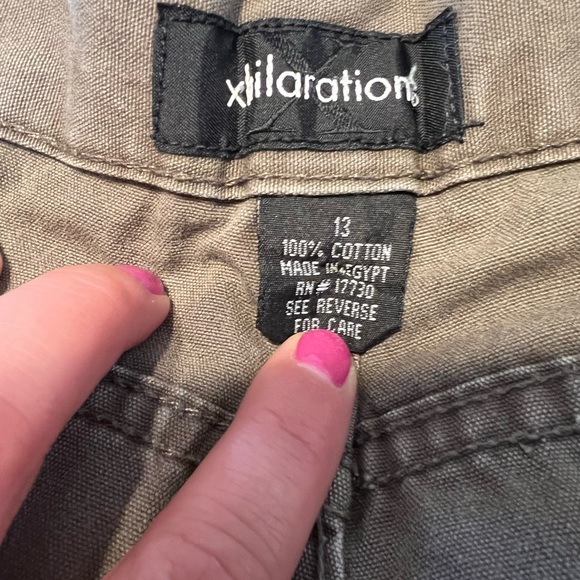 xhilaration
13
100% COTTON
MADE IN EGYPT
RN# 17730
SEE REVERSE
FOR CARE